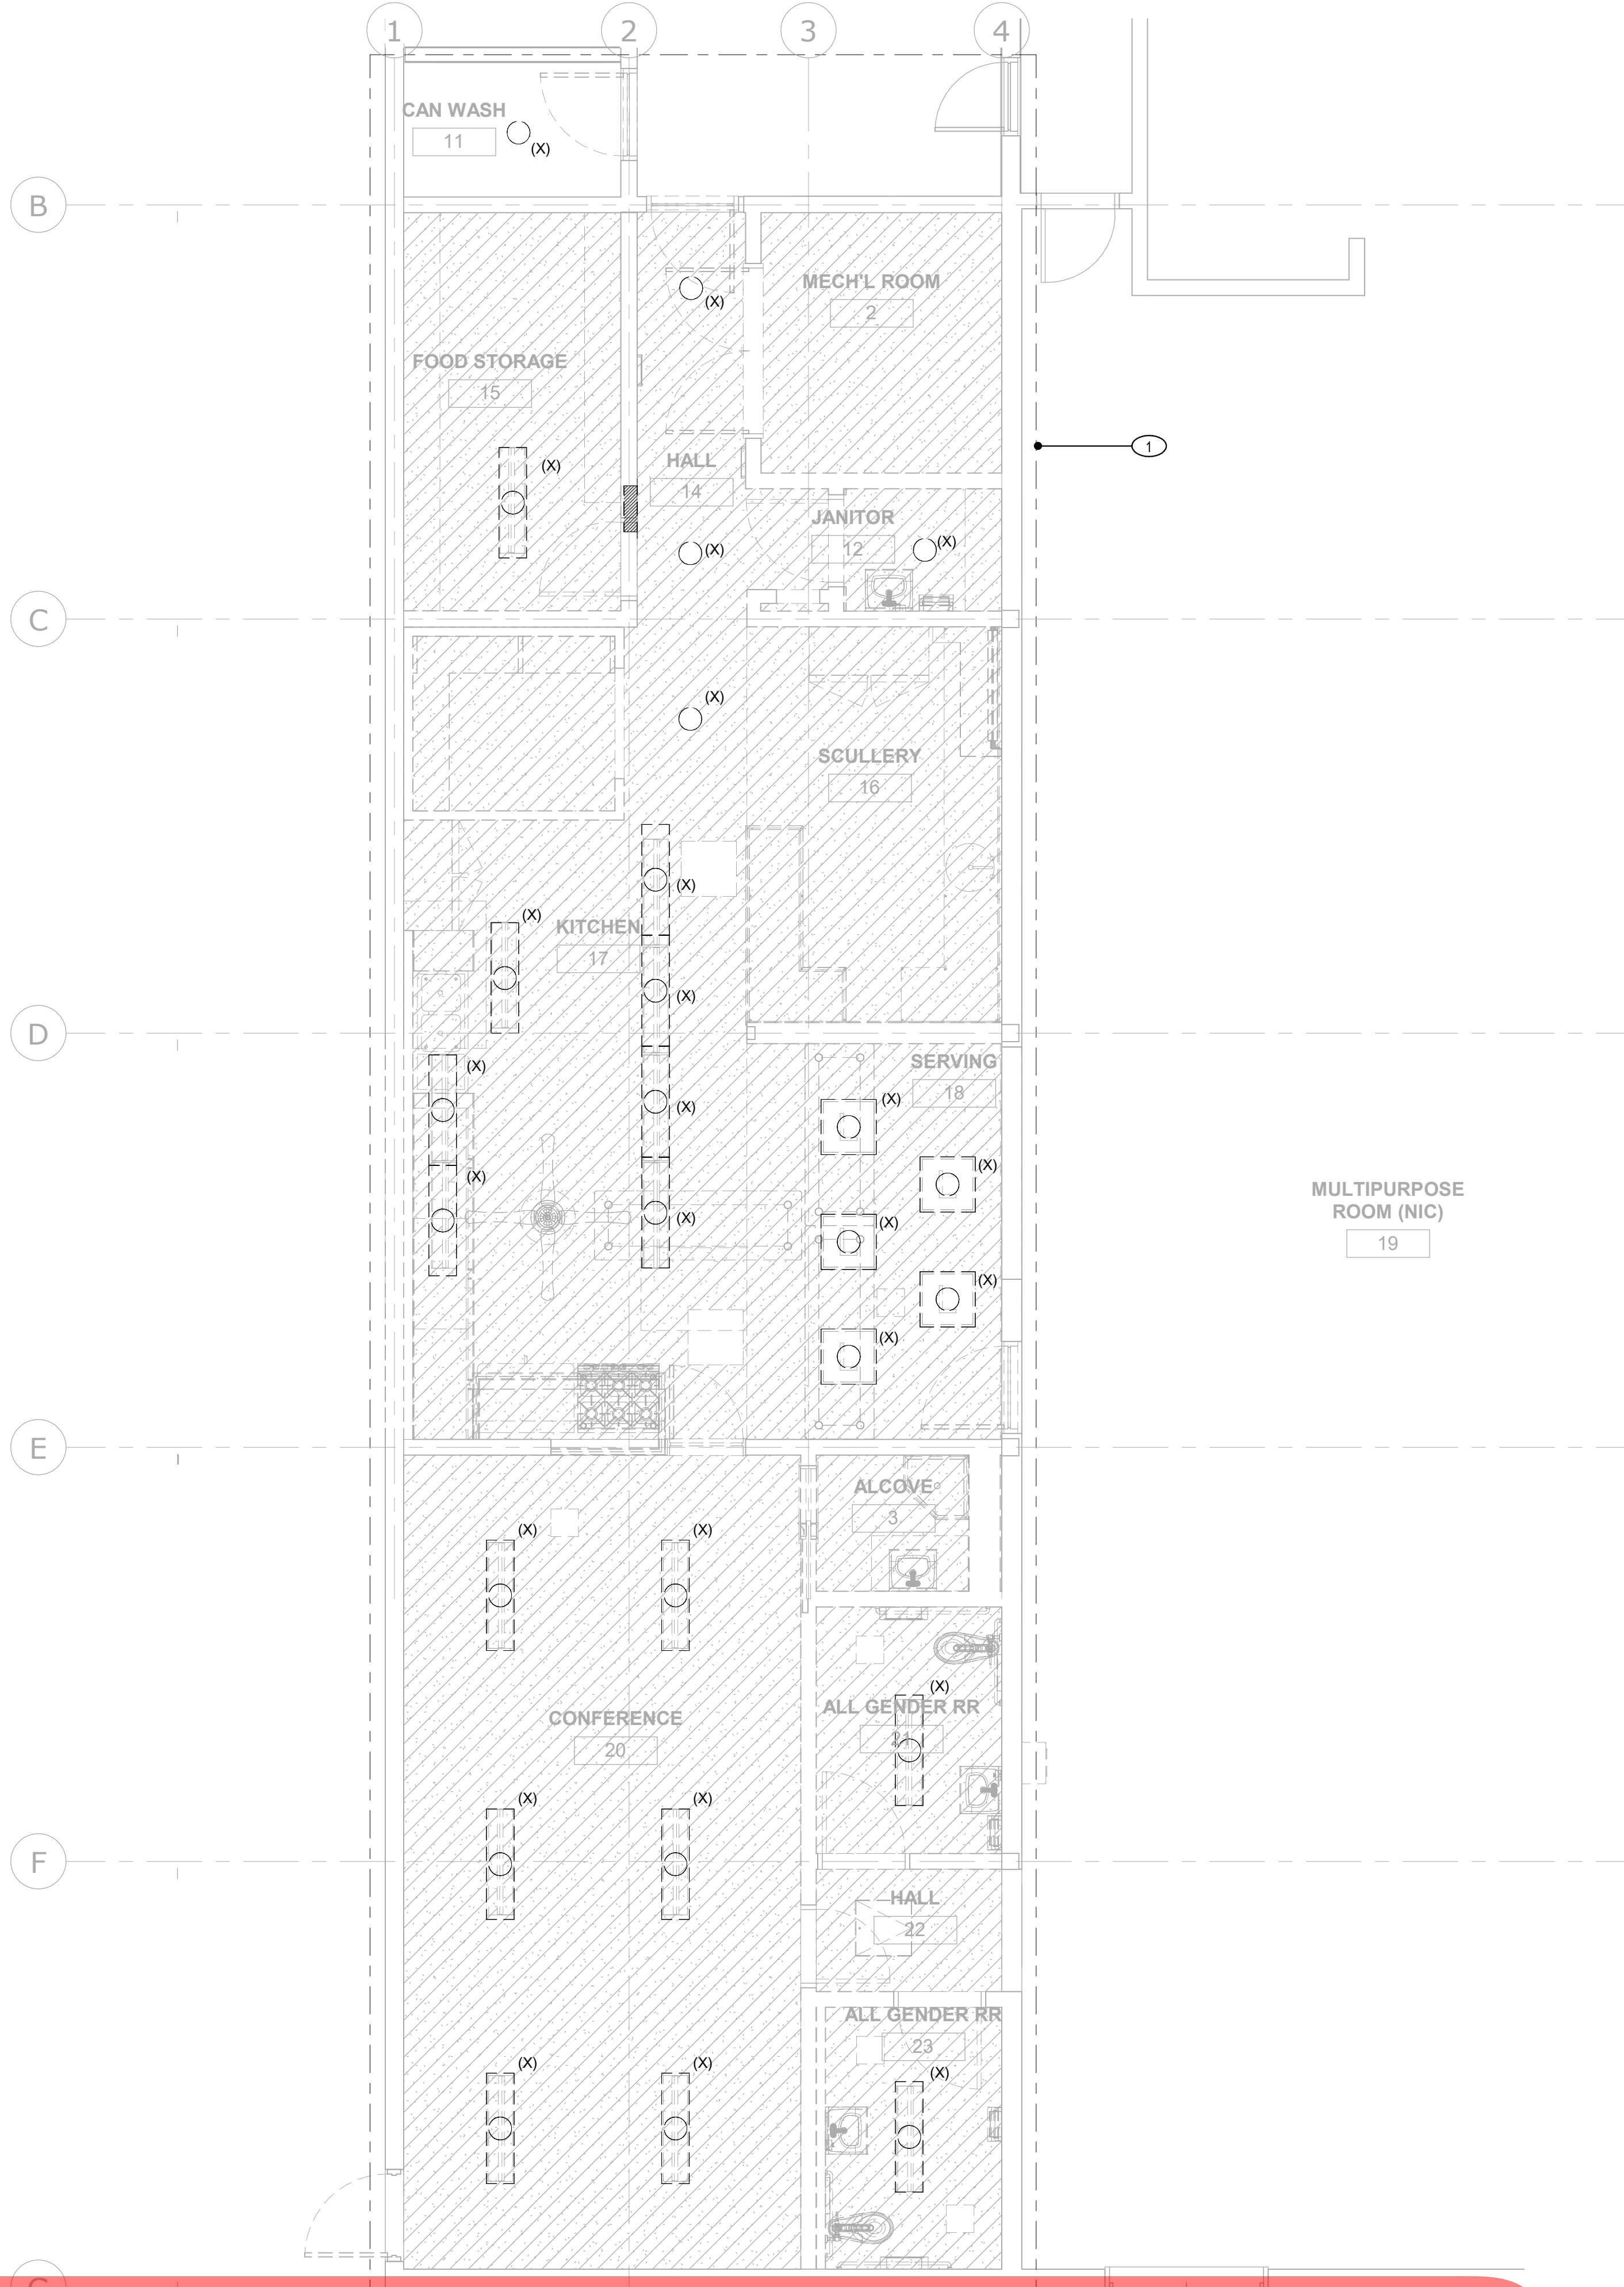 1
2
3
4
CAN WASH
11
(X)
B
MECH'L ROOM
2
(X)
FOOD STORAGE
15
1
(X)
HALL
14
JANITOR
12
(X)
(X)
C
(X)
SCULLERY
16
(X)
(X)
KITCHEN
17
(X)
D
SERVING
18
(X)
(X)
(X)
(X)
(X)
(X)
(X)
(X)
MULTIPURPOSE
ROOM (NIC)
19
(X)
(X)
E
ALCOVE
3
(X)
(X)
(X)
ALL GENDER RR
21
CONFERENCE
20
(X)
(X)
F
HALL
22
ALL GENDER RR
23
(X)
(X)
(X)